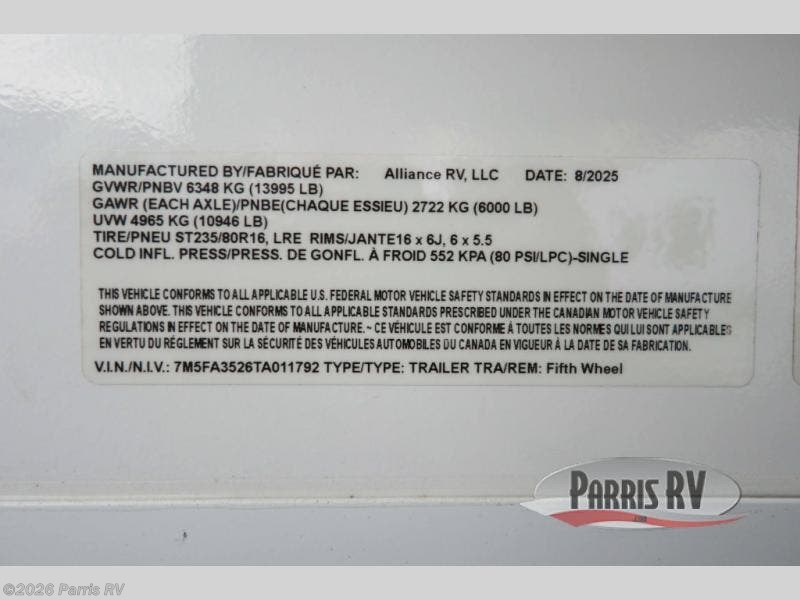 MANUFACTURED BY/FABRIQUÉ PAR: Alliance RV, LLC DATE: 8/2025
GVWR/PNBV 6348 KG (13995 LB)
GAWR (EACH AXLE)/PNBE(CHAQUE ESSIEU) 2722 KG (6000 LB)
UVW 4965 KG (10946 LB)
TIRE/PNEU ST235/80R16, LRE RIMS/JANTE16 x 6J, 6 x 5.5
COLD INFL. PRESS/PRESS. DE GONFL. À FROID 552 KPA (80 PSI/LPC)-SINGLE
THIS VEHICLE CONFORMS TO ALL APPLICABLE U.S. FEDERAL MOTOR VEHICLE SAFETY STANDARDS IN EFFECT ON THE DATE OF MANUFACTURE
SHOWN ABOVE. THIS VEHICLE CONFORMS TO ALL APPLICABLE STANDARDS PRESCRIBED UNDER THE CANADIAN MOTOR VEHICLE SAFETY
REGULATIONS IN EFFECT ON THE DATE OF MANUFACTURE.~ CE VÉHICULE EST CONFORME À TOUTES LES NORMES QUI LUI SONT APPLICABLES
EN VERTU DU RÉGLEMENT SUR LA SÉCURITÉ DES VÉHICULES AUTOMOBILES DU CANADA EN VIGUEUR À LA DATE DE SA FABRICATION.
V.I.N./N.I.V.: 7M5FA3526TA011792 TYPE/TYPE: TRAILER TRA/REM: Fifth Wheel
PARRIS RV
©2026 Parris RV